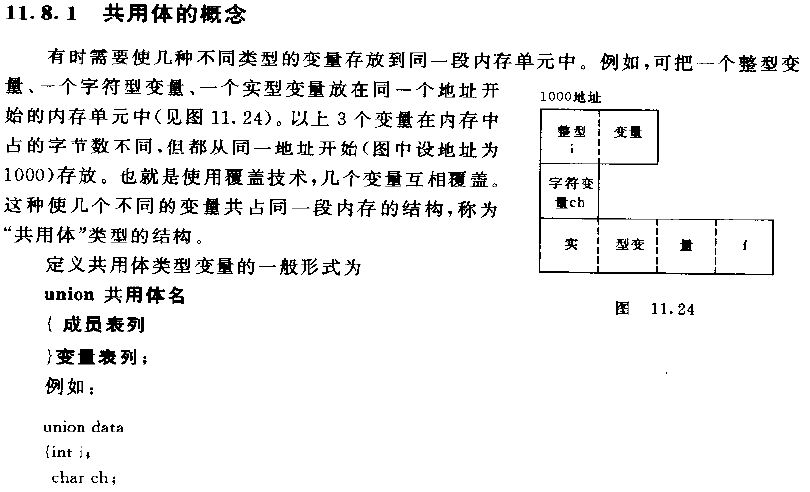 11.8.1 共用体的概念
有时需要使几种不同类型的变量存放到同一段内存单元中。例如,可把一个整型变
量、一个字符型变量、一个实型变量放在同一个地址开
始的内存单元中(见图 11.24)。以上 3 个变量在内存中
占的字节数不同,但都从同一地址开始(图中设地址为
1000)存放。也就是使用覆盖技术,几个变量互相覆盖。
这种使几个不同的变量共占同一段内存的结构,称为
“共用体”类型的结构。
定义共用体类型变量的一般形式为
union 共用体名
{ 成员表列
}变量表列;
例如:
union data
{int i;
char ch;
1000地址
整型 变量
i
字符变
量ch
实 型变 量 f
图 11.24